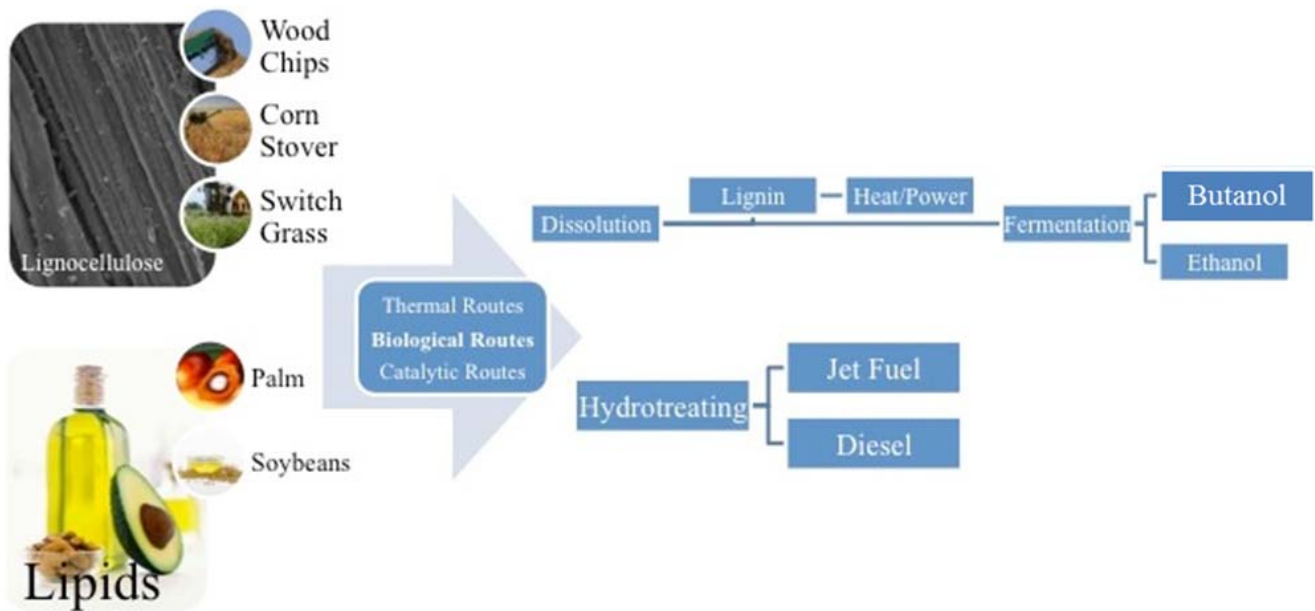 Wood
Chips
Corn
Stover
Switch
Grass
Lignocellulose
Thermal Routes
Biological Routes
Catalytic Routes
Palm
Soybeans
Lipids
Dissolution
Lignin
Heat/Power
Fermentation
Butanol
Ethanol
Hydrotreating
Jet Fuel
Diesel